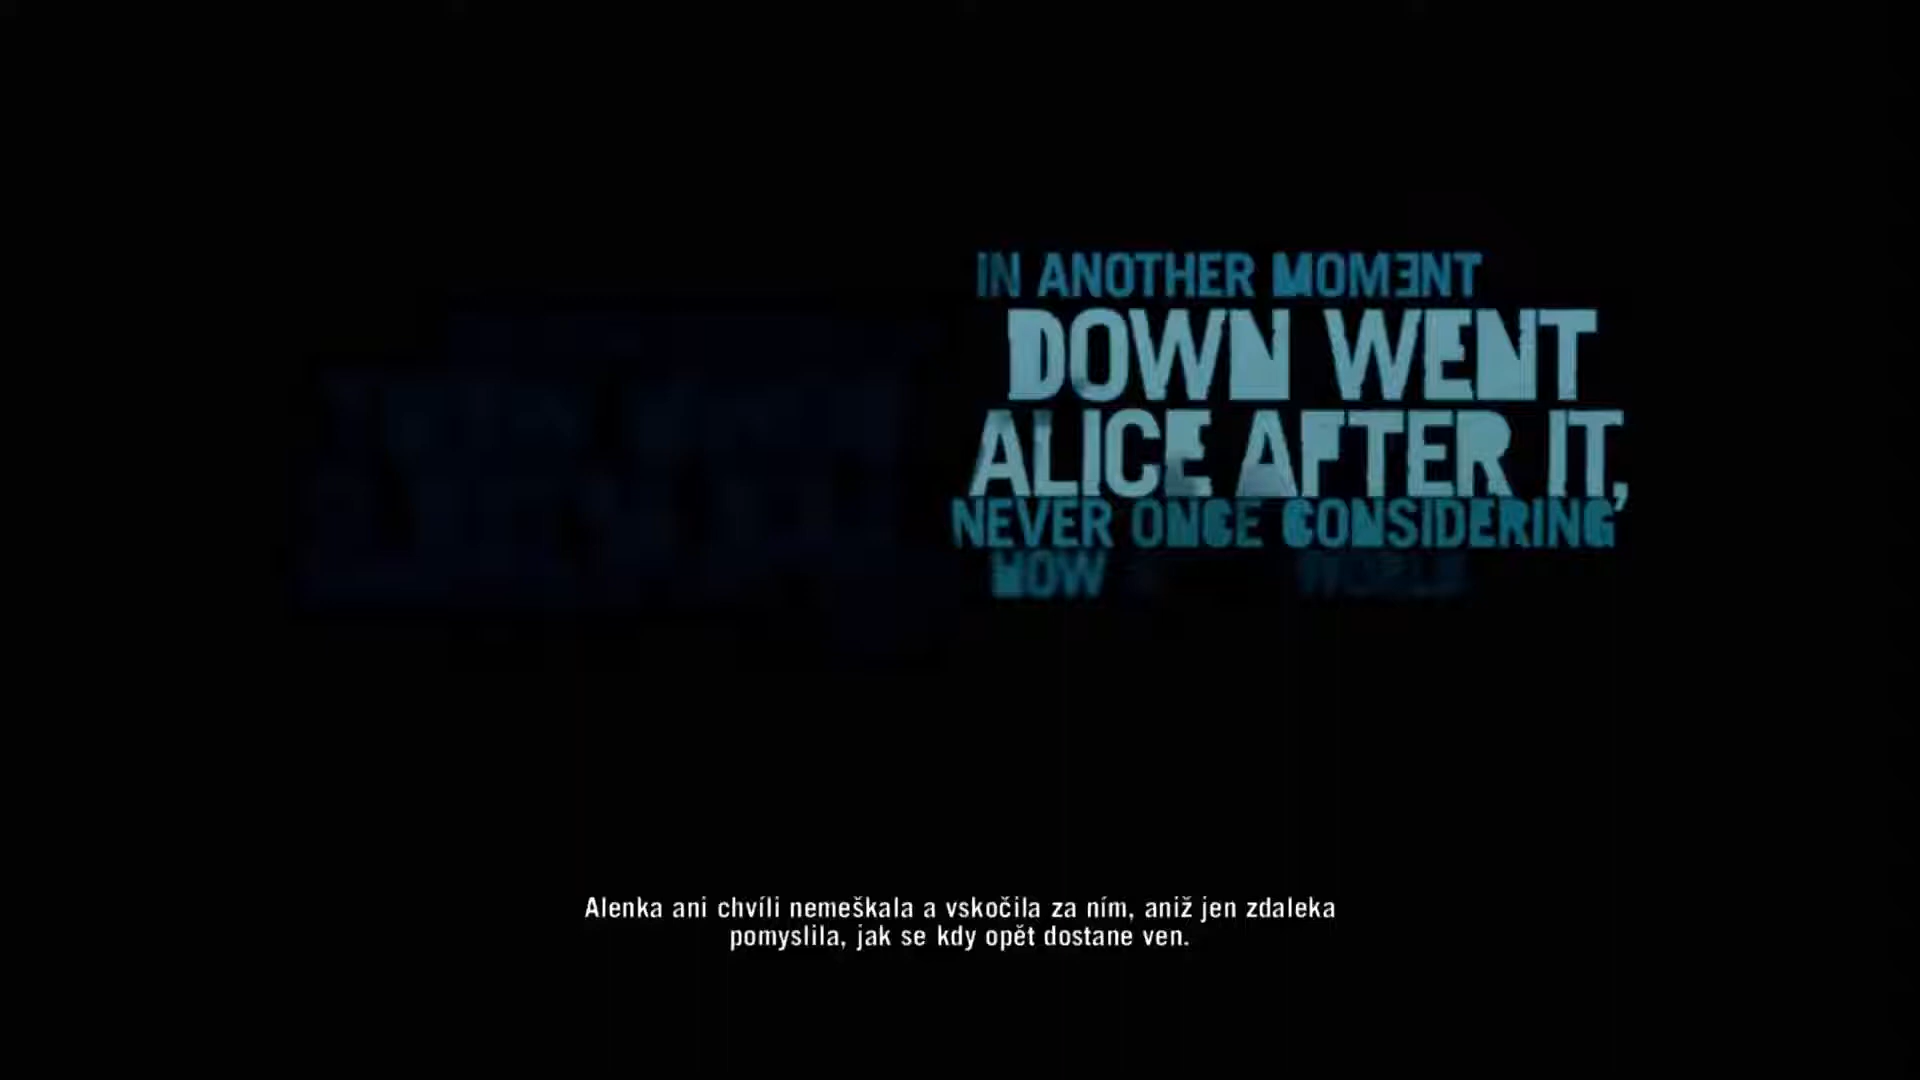 IN ANOTHER MOMENT
DOWN WENT
ALICE AFTER IT,
NEVER ONCE CONSIDERING
HOW WORLD
Alenka ani chvíli nemeškala a vskočila za ním, aniž jen zdaleka
pomyslila, jak se kdy opět dostane ven.